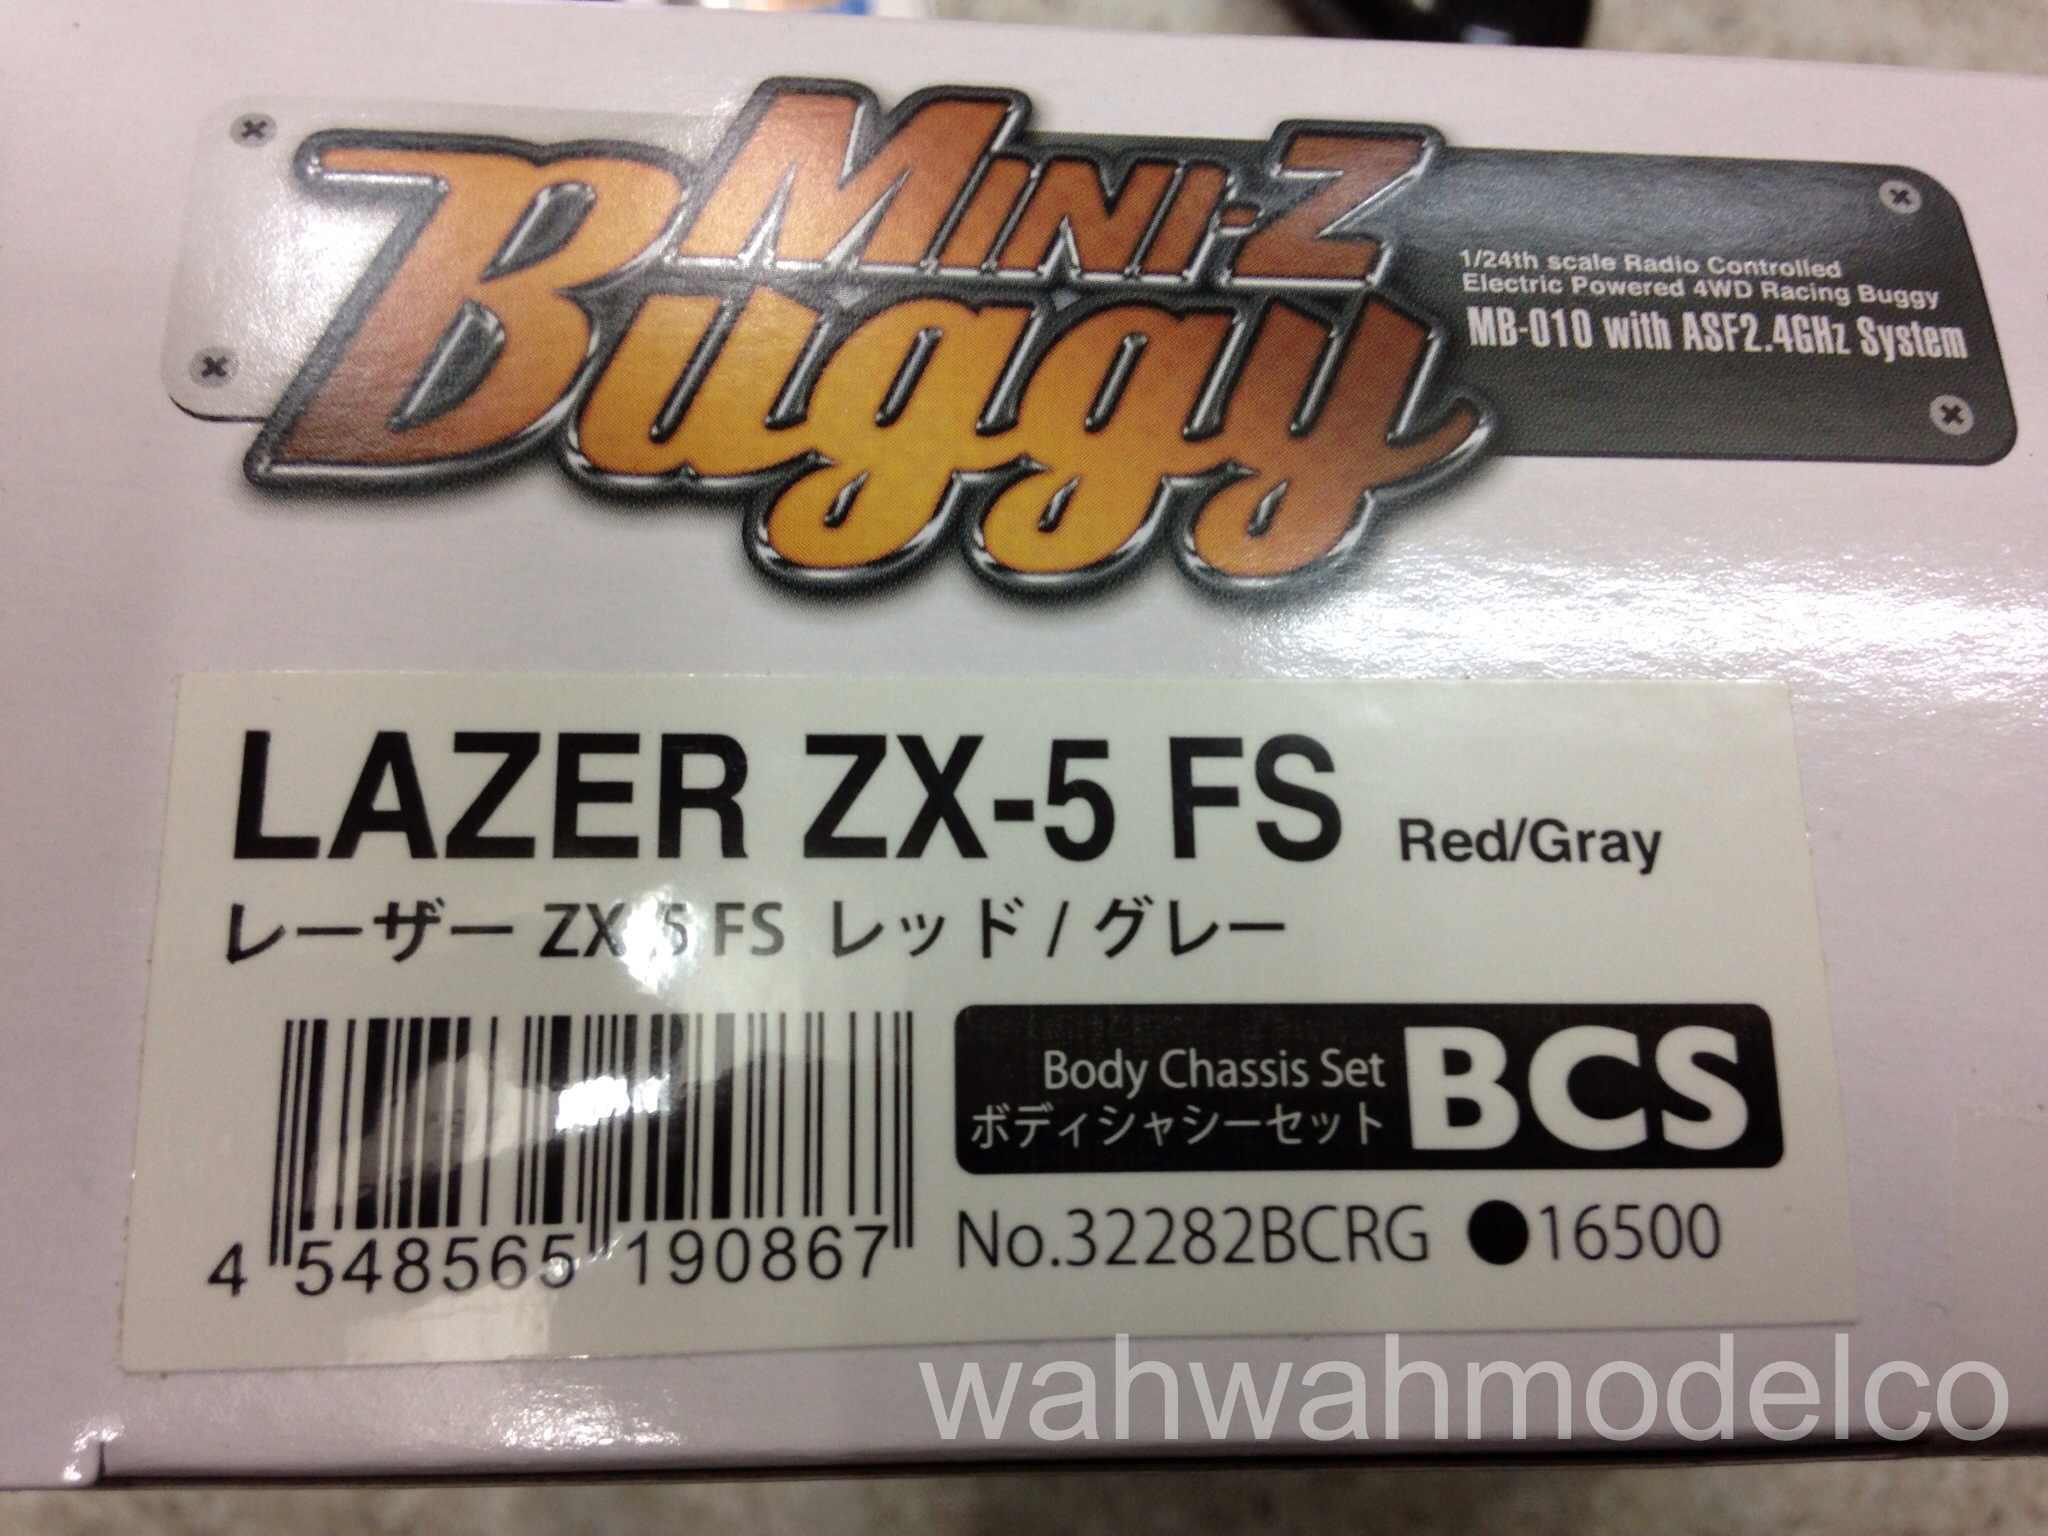 MINI-Z
Buggy
1/24th scale Radio Controlled
Electric Powered 4WD Racing Buggy
MB-010 with ASF2.4GHz System
LAZER ZX-5 FS Red/Gray
レーザー ZX-5 FS レッド / グレー
Body Chassis Set
ボディシャシーセット
BCS
4 548565 190867
No.32282BCRG ●16500
wahwahmodelco